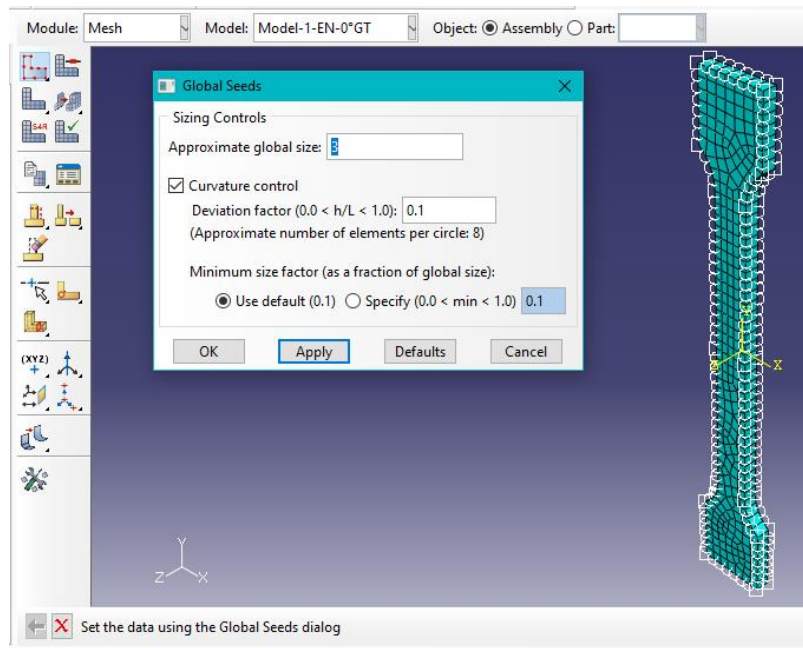 Module: Mesh Model: Model-1-EN-0°GT Object: Assembly Part:
Global Seeds
Sizing Controls
Approximate global size: 3
Curvature control
Deviation factor (0.0 < h/L < 1.0): 0.1
(Approximate number of elements per circle: 8)
Minimum size factor (as a fraction of global size):
Use default (0.1) Specify (0.0 < min < 1.0) 0.1
OK Apply Defaults Cancel
S4R
(XYZ)
X
Y
Z X
Set the data using the Global Seeds dialog